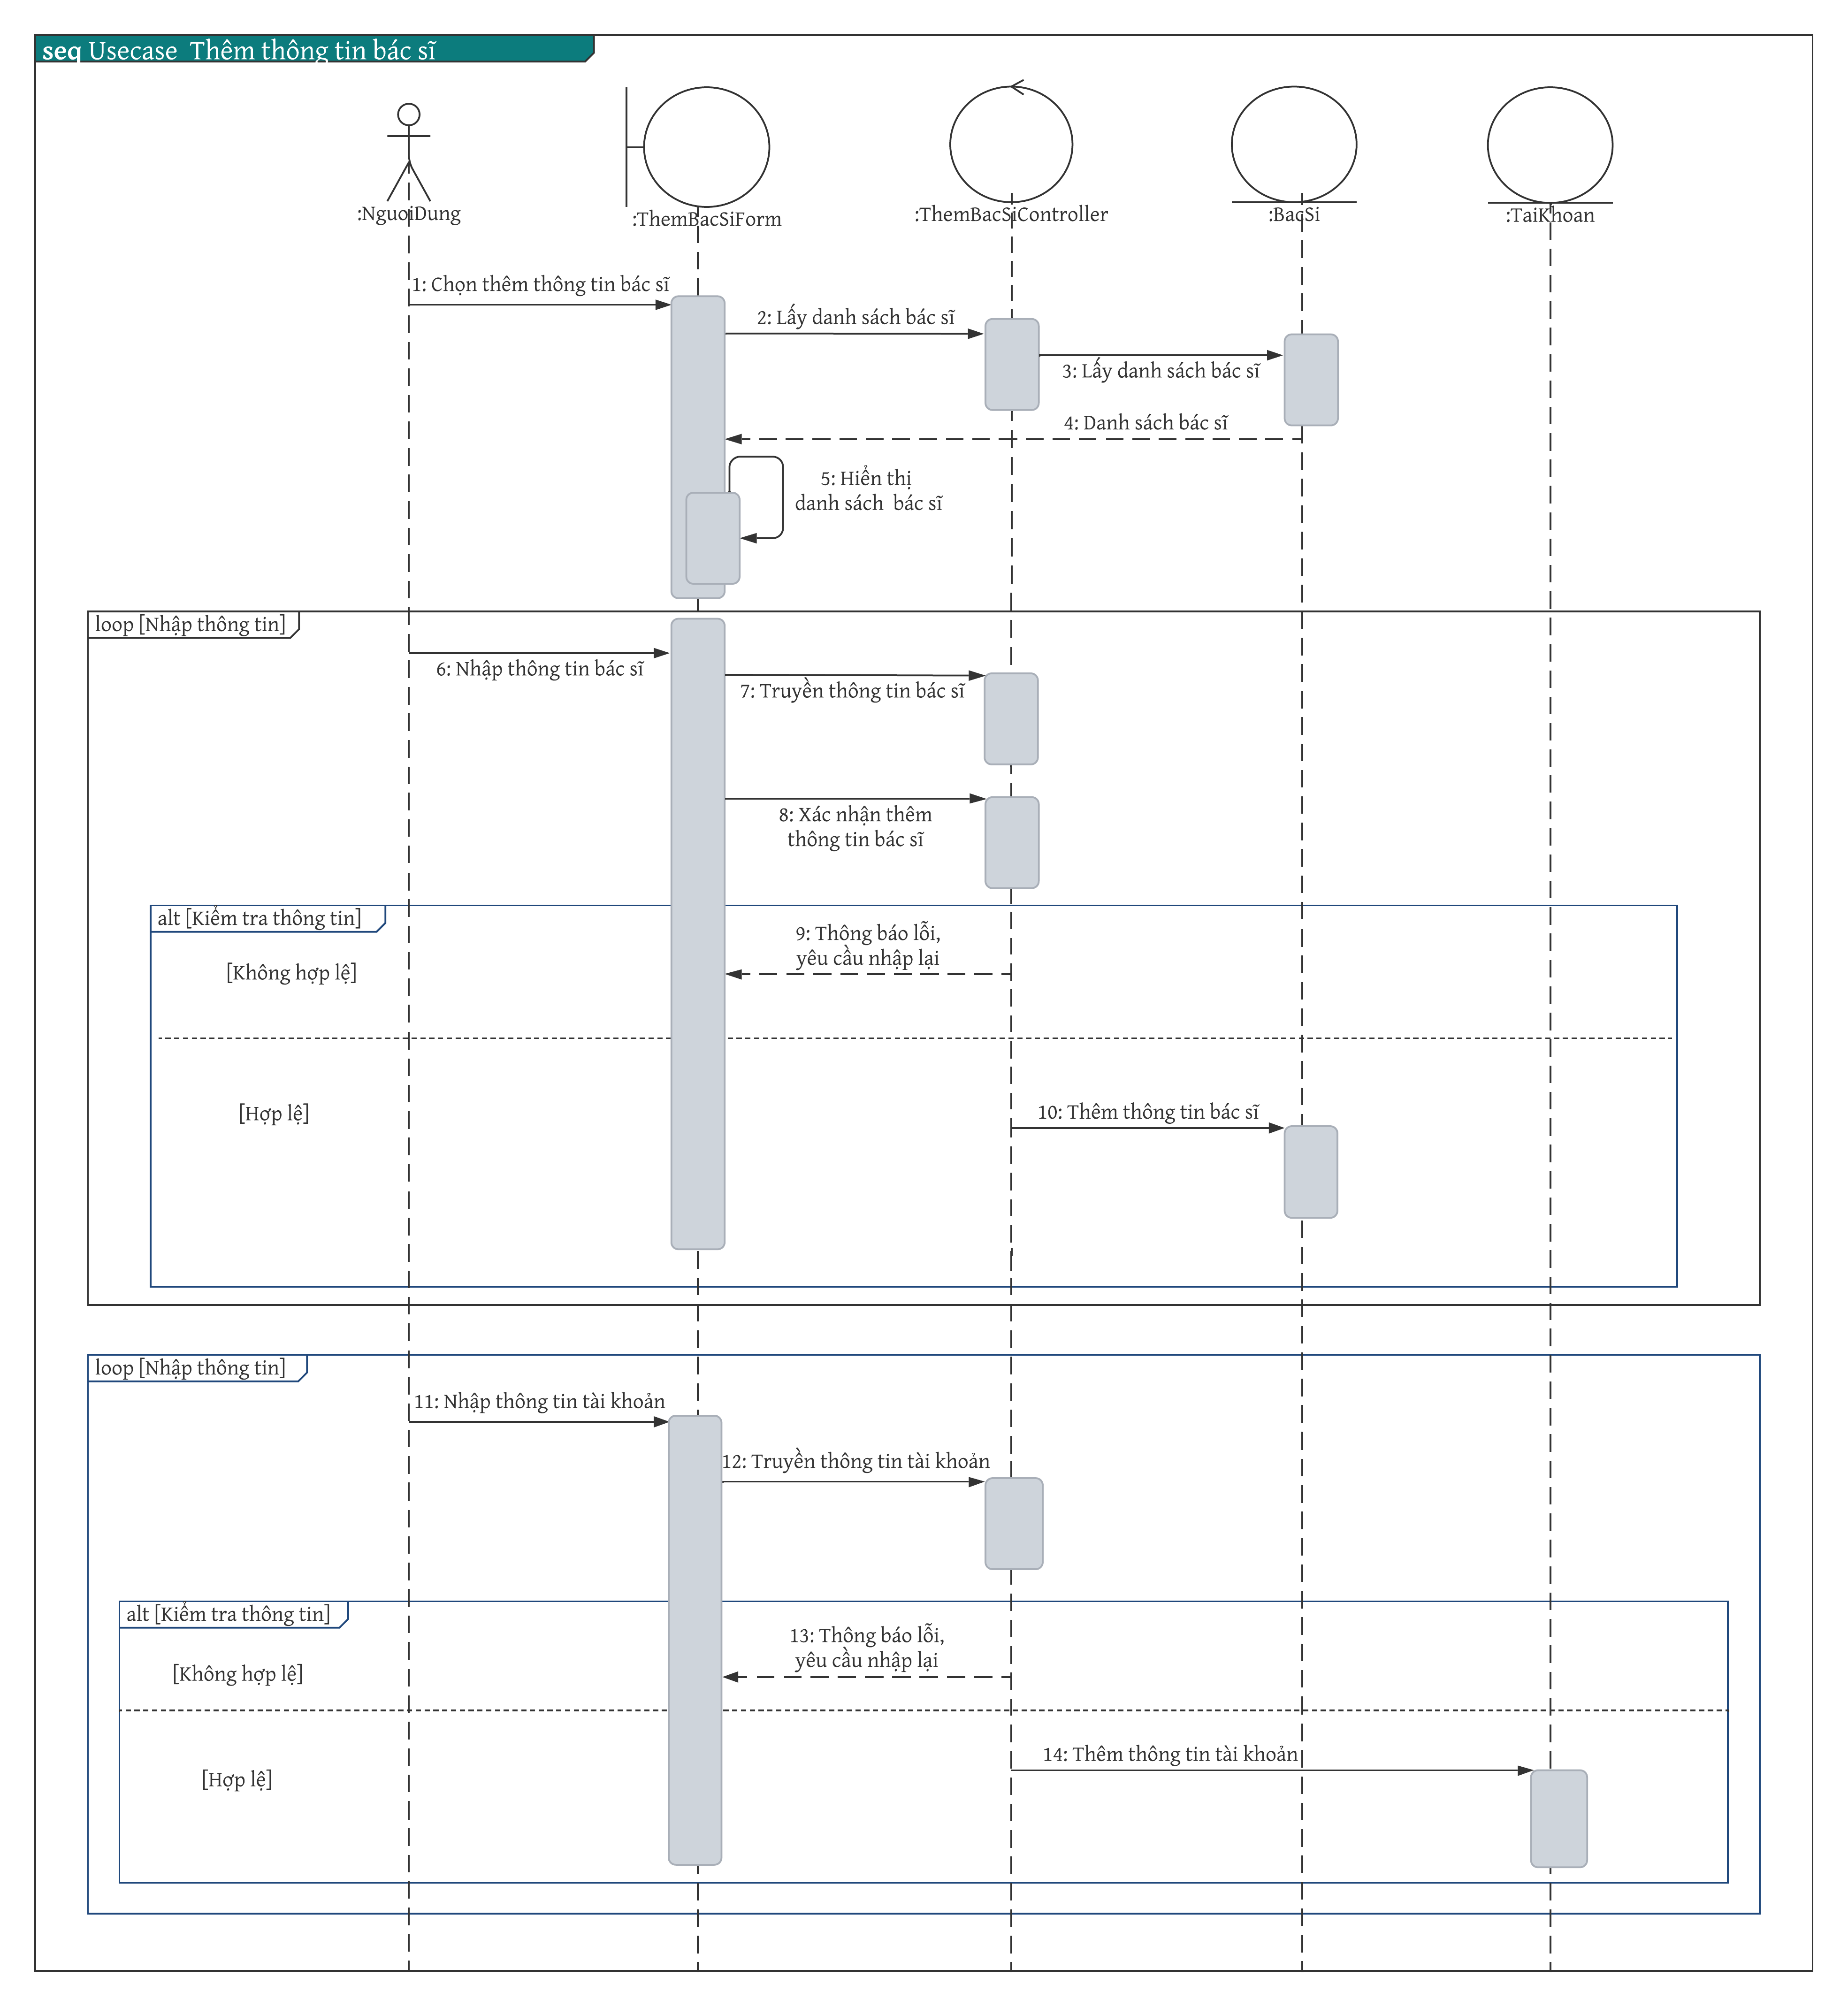 seq Usecase  Thêm thông tin bác sĩ
:NguoiDung
:ThemBacSiForm
:ThemBacSiController
:BacSi
:TaiKhoan
1: Chọn thêm thông tin bác sĩ
2: Lấy danh sách bác sĩ
3: Lấy danh sách bác sĩ
4: Danh sách bác sĩ
5: Hiển thị
danh sách  bác sĩ
loop [Nhập thông tin]
6: Nhập thông tin bác sĩ
7: Truyền thông tin bác sĩ
8: Xác nhận thêm
thông tin bác sĩ
alt [Kiểm tra thông tin]
9: Thông báo lỗi,
yêu cầu nhập lại
[Không hợp lệ]
10: Thêm thông tin bác sĩ
[Hợp lệ]
loop [Nhập thông tin]
11: Nhập thông tin tài khoản
12: Truyền thông tin tài khoản
alt [Kiểm tra thông tin]
13: Thông báo lỗi,
yêu cầu nhập lại
[Không hợp lệ]
14: Thêm thông tin tài khoản
[Hợp lệ]